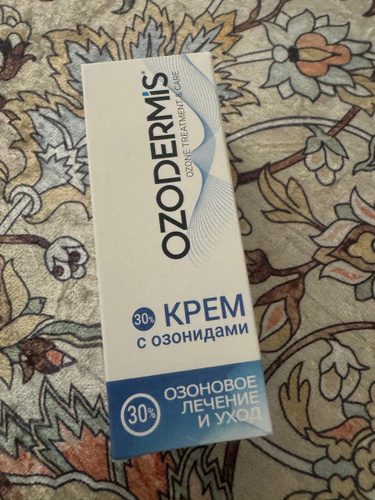 OZODERMIS®
OZONE TREATMENT & CARE
30% КРЕМ
с озонидами
30% ОЗОНОВОЕ
ЛЕЧЕНИЕ
И УХОД